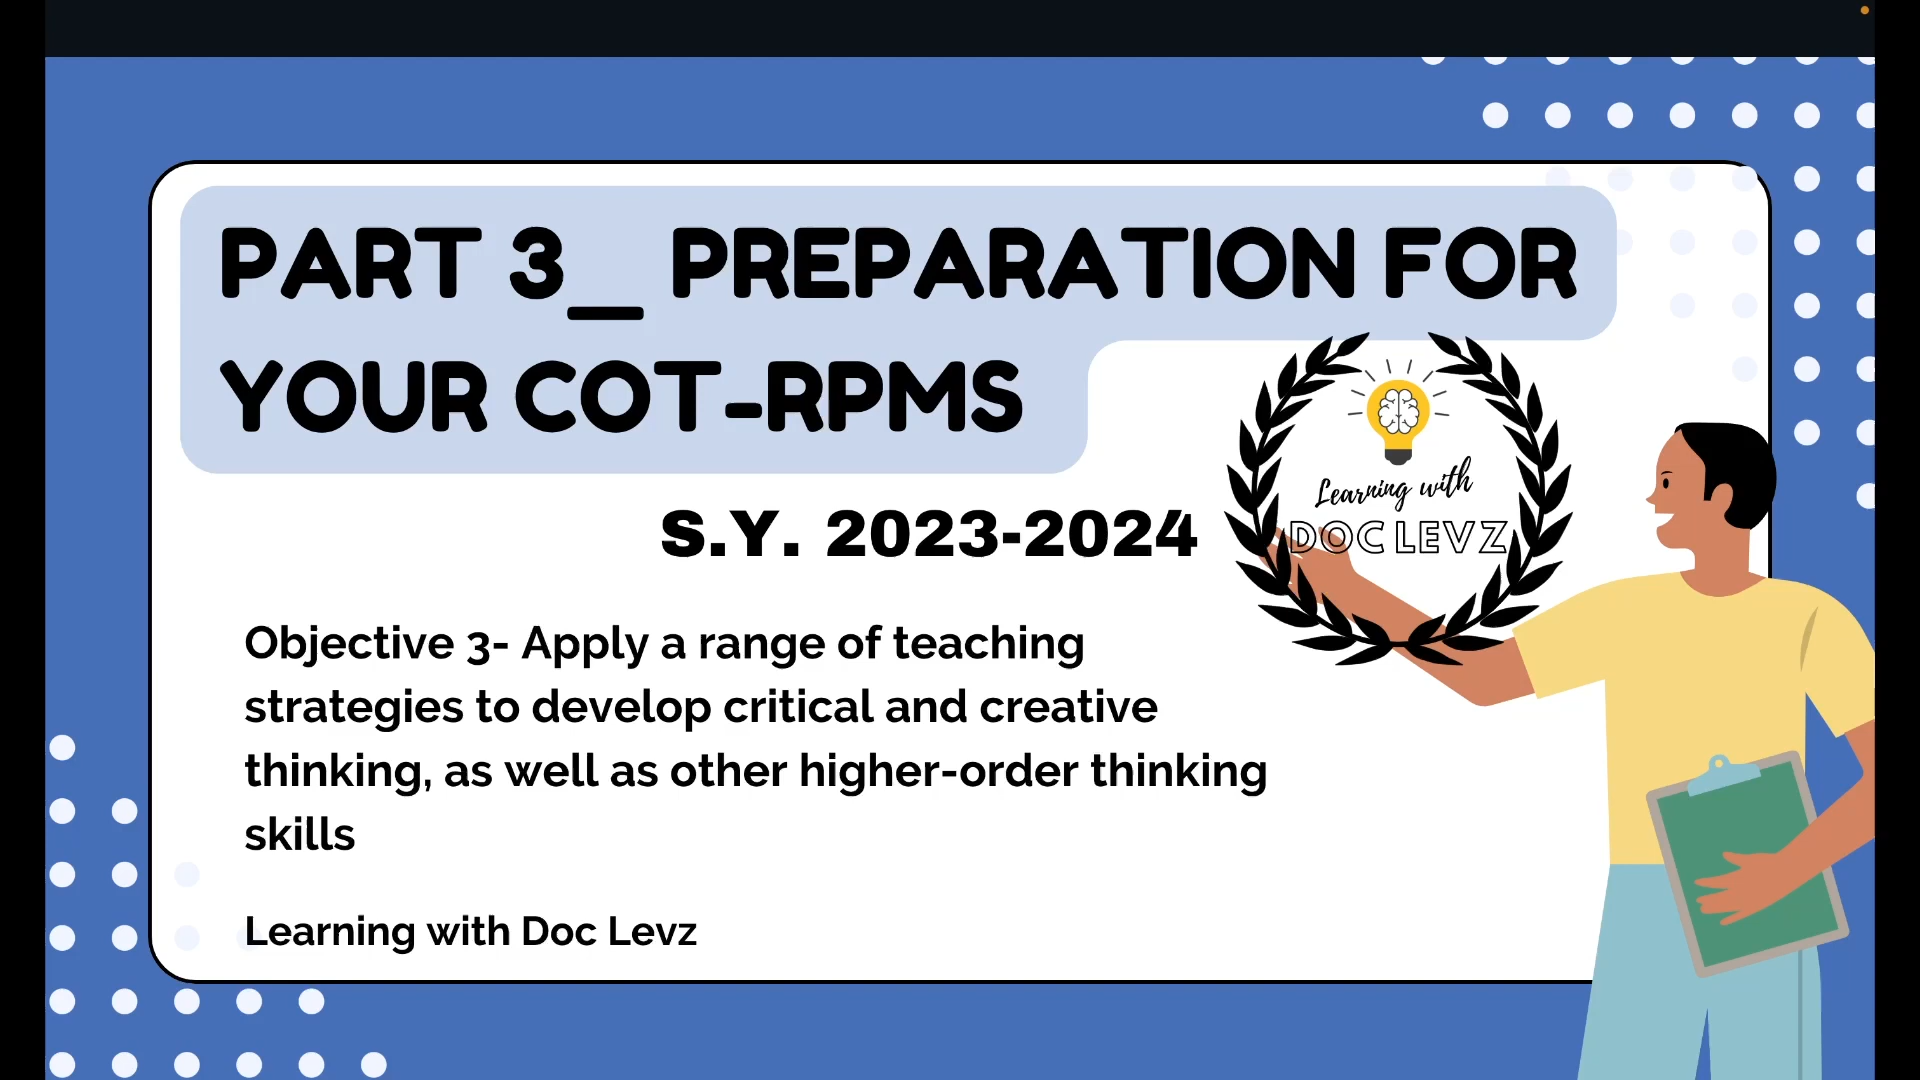 PART 3_ PREPARATION FOR
YOUR COT-RPMS
S.Y. 2023-2024
Learning with
DOC LEVZ
Objective 3- Apply a range of teaching
strategies to develop critical and creative
thinking, as well as other higher-order thinking
skills
Learning with Doc Levz